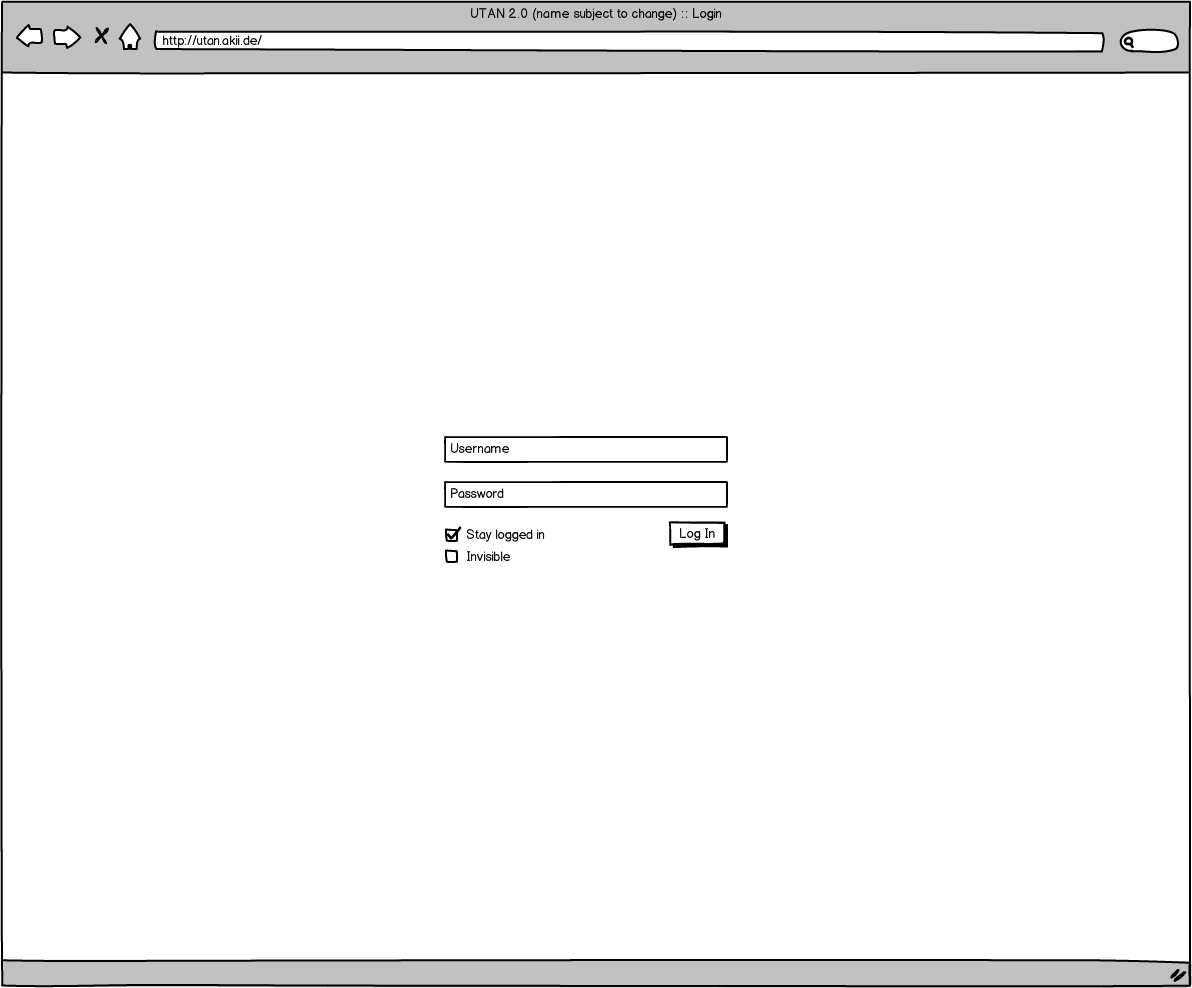 UTAN 2.0 (name subject to change) :: Login
http://utan.akii.de/
Username
Password
Stay logged in
Log In
Invisible